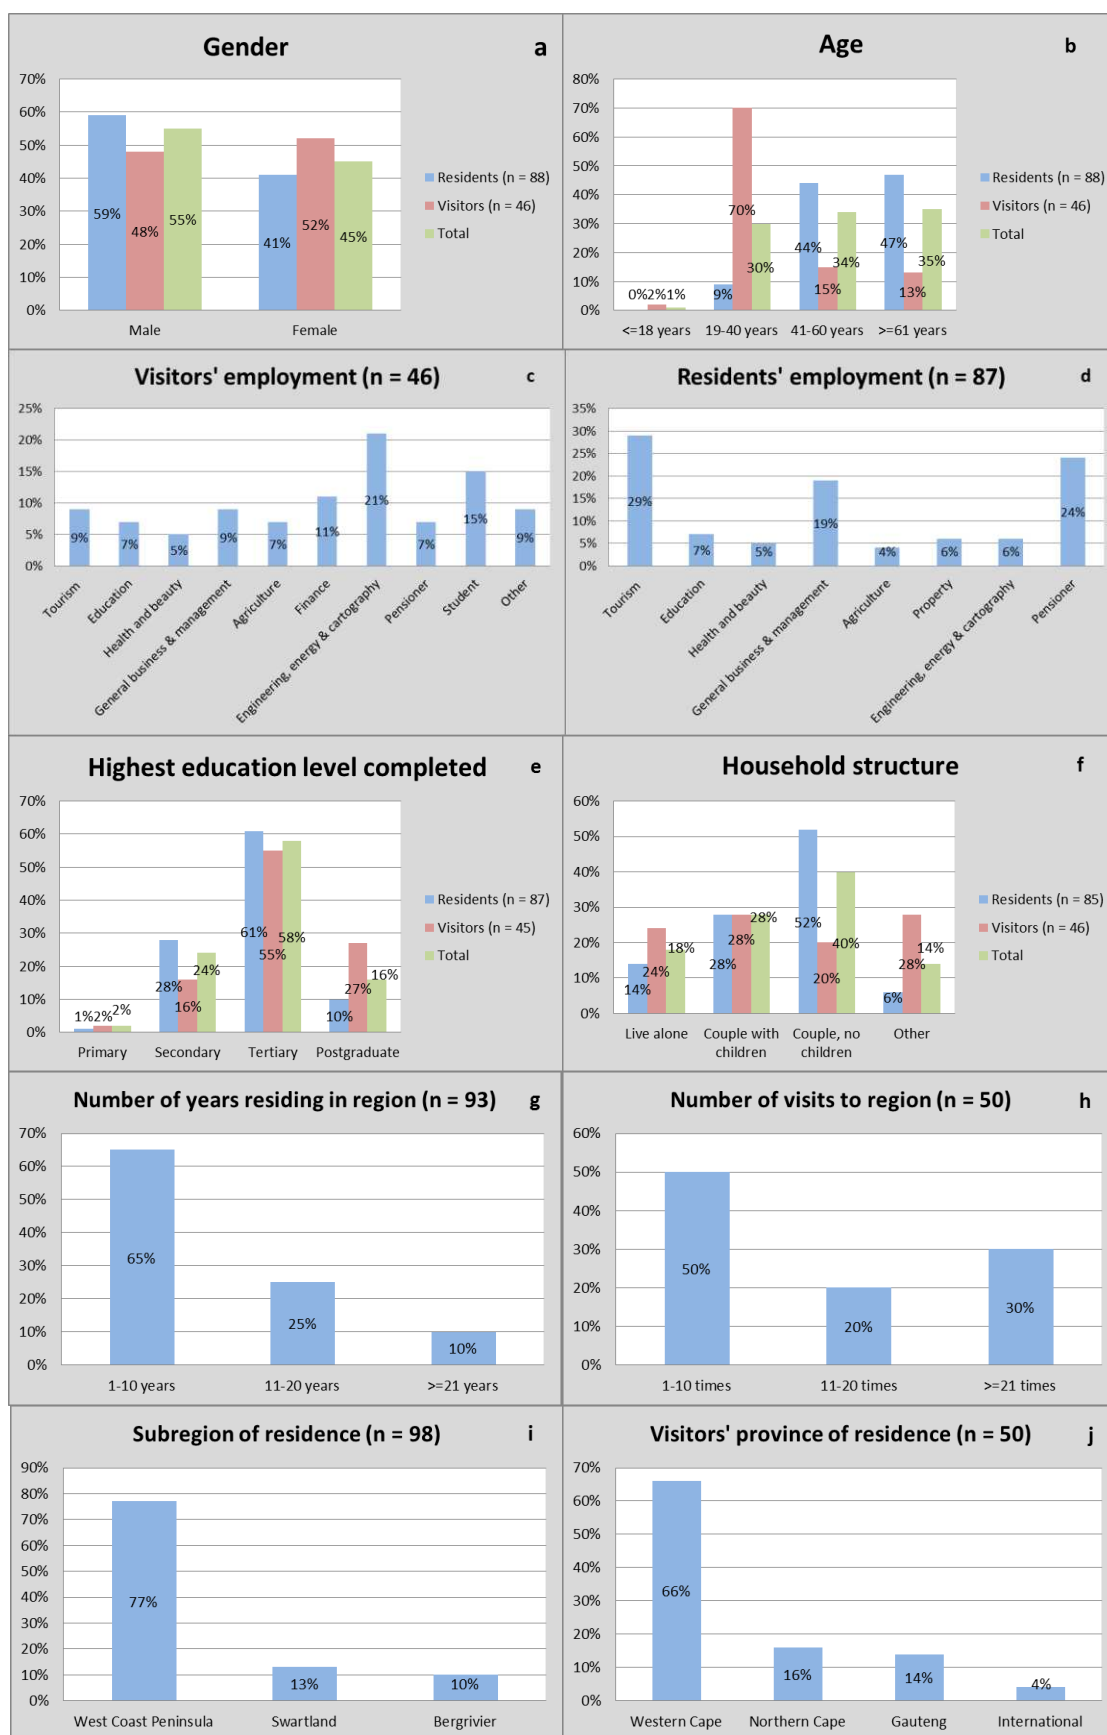 Gender a
70%
60%
50%
40%
30%
20%
10%
0%
59%
48%
55%
41%
52%
45%
Male Female
Residents (n = 88)
Visitors (n = 46)
Total
Age b
80%
70%
60%
50%
40%
30%
20%
10%
0%
0% 2% 1%
9%
70%
30%
44%
15%
34%
47%
13%
35%
<=18 years 19-40 years 41-60 years >=61 years
Residents (n = 88)
Visitors (n = 46)
Total
Visitors' employment (n = 46) c
25%
20%
15%
10%
5%
0%
9%
7%
5%
9%
7%
11%
21%
7%
15%
9%
Tourism
Education
Health and beauty
General business & management
Agriculture
Finance
Engineering, energy & cartography
Pensioner
Student
Other
Residents' employment (n = 87) d
35%
30%
25%
20%
15%
10%
5%
0%
29%
7%
5%
19%
4%
6%
6%
24%
Tourism
Education
Health and beauty
General business & management
Agriculture
Property
Engineering, energy & cartography
Pensioner
Highest education level completed e
70%
60%
50%
40%
30%
20%
10%
0%
1% 2% 2%
28%
16%
24%
61%
55%
58%
10%
27%
16%
Primary Secondary Tertiary Postgraduate
Residents (n = 87)
Visitors (n = 45)
Total
Household structure f
60%
50%
40%
30%
20%
10%
0%
14%
24%
18%
28%
28%
28%
52%
20%
40%
6%
28%
14%
Live alone
Couple with
children
Couple, no
children
Other
Residents (n = 85)
Visitors (n = 46)
Total
Number of years residing in region (n = 93) g
70%
60%
50%
40%
30%
20%
10%
0%
65%
25%
10%
1-10 years 11-20 years >=21 years
Number of visits to region (n = 50) h
60%
50%
40%
30%
20%
10%
0%
50%
20%
30%
1-10 times 11-20 times >=21 times
Subregion of residence (n = 98) i
90%
80%
70%
60%
50%
40%
30%
20%
10%
0%
77%
13%
10%
West Coast Peninsula Swartland Bergrivier
Visitors' province of residence (n = 50) j
70%
60%
50%
40%
30%
20%
10%
0%
66%
16%
14%
4%
Western Cape Northern Cape Gauteng International